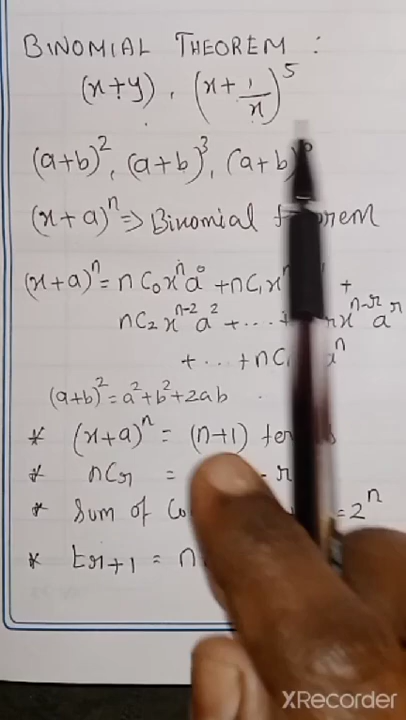 BINOMIAL THEOREM :
(x+y), (x+1/x)^5
(a+b)^2, (a+b)^3, (a+b)
(x+a)^n => Binomial
(x+a)^n = nC0 x^n a^0 + nC1 x +
nC2 x^{n-2} a^2 + ... + x^{n-r} a^r
+ ... + nC a^n
(a+b)^2 = a^2+b^2+2ab
* (x+a)^n = (n+1)
* nCr = - r
* Sum of = 2^n
* tr+1 = n
XRecorder